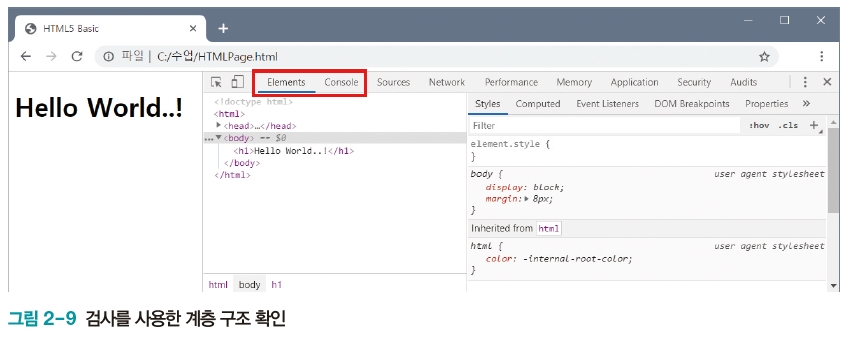 HTML5 Basic
파일 | C:/수업/HTMLPage.html
Elements Console Sources Network Performance Memory Application Security Audits
Hello World..!
<!doctype html>
<html>
<head>…</head>
<body> == $0
<h1>Hello World..!</h1>
</body>
</html>
html body h1
Styles Computed Event Listeners DOM Breakpoints Properties »
Filter :hov .cls +
element.style {
}
body { user agent stylesheet
display: block;
margin: 8px;
}
Inherited from html
html { user agent stylesheet
color: -internal-root-color;
}
그림 2-9 검사를 사용한 계층 구조 확인